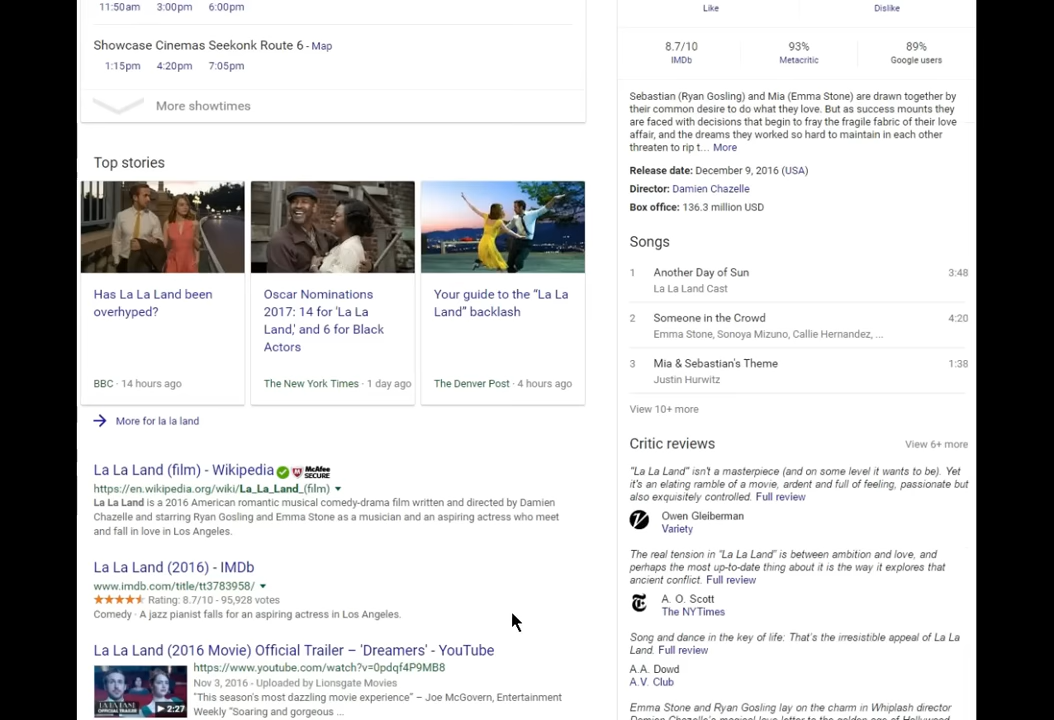 11:50am 3:00pm 6:00pm
Showcase Cinemas Seekonk Route 6 - Map
1:15pm 4:20pm 7:05pm
More showtimes
Top stories
Has La La Land been
overhyped?
BBC · 14 hours ago
Oscar Nominations
2017: 14 for 'La La
Land,' and 6 for Black
Actors
The New York Times · 1 day ago
Your guide to the “La La
Land” backlash
The Denver Post · 4 hours ago
More for la la land
La La Land (film) - Wikipedia McAfee SECURE
https://en.wikipedia.org/wiki/La_La_Land_(film)
La La Land is a 2016 American romantic musical comedy-drama film written and directed by Damien
Chazelle and starring Ryan Gosling and Emma Stone as a musician and an aspiring actress who meet
and fall in love in Los Angeles.
La La Land (2016) - IMDb
www.imdb.com/title/tt3783958/
Rating: 8.7/10 - 95,928 votes
Comedy · A jazz pianist falls for an aspiring actress in Los Angeles.
La La Land (2016 Movie) Official Trailer – 'Dreamers' - YouTube
https://www.youtube.com/watch?v=0pdqf4P9MB8
Nov 3, 2016 - Uploaded by Lionsgate Movies
"This season's most dazzling movie experience" – Joe McGovern, Entertainment
Weekly "Soaring and gorgeous ...
LA LA LAND
OFFICIAL TRAILER
2:27
Like Dislike
8.7/10 93% 89%
IMDb Metacritic Google users
Sebastian (Ryan Gosling) and Mia (Emma Stone) are drawn together by
their common desire to do what they love. But as success mounts they
are faced with decisions that begin to fray the fragile fabric of their love
affair, and the dreams they worked so hard to maintain in each other
threaten to rip t... More
Release date: December 9, 2016 (USA)
Director: Damien Chazelle
Box office: 136.3 million USD
Songs
1 Another Day of Sun 3:48
La La Land Cast
2 Someone in the Crowd 4:20
Emma Stone, Sonoya Mizuno, Callie Hernandez, ...
3 Mia & Sebastian's Theme 1:38
Justin Hurwitz
View 10+ more
Critic reviews View 6+ more
"La La Land" isn't a masterpiece (and on some level it wants to be). Yet
it's an elating ramble of a movie, ardent and full of feeling, passionate but
also exquisitely controlled. Full review
Owen Gleiberman
Variety
The real tension in “La La Land” is between ambition and love, and
perhaps the most up-to-date thing about it is the way it explores that
ancient conflict. Full review
A. O. Scott
The NYTimes
Song and dance in the key of life: That's the irresistible appeal of La La
Land. Full review
A.A. Dowd
A.V. Club
Emma Stone and Ryan Gosling lay on the charm in Whiplash director
Damien Chazelle's magical love letter to the golden age of Hollywood